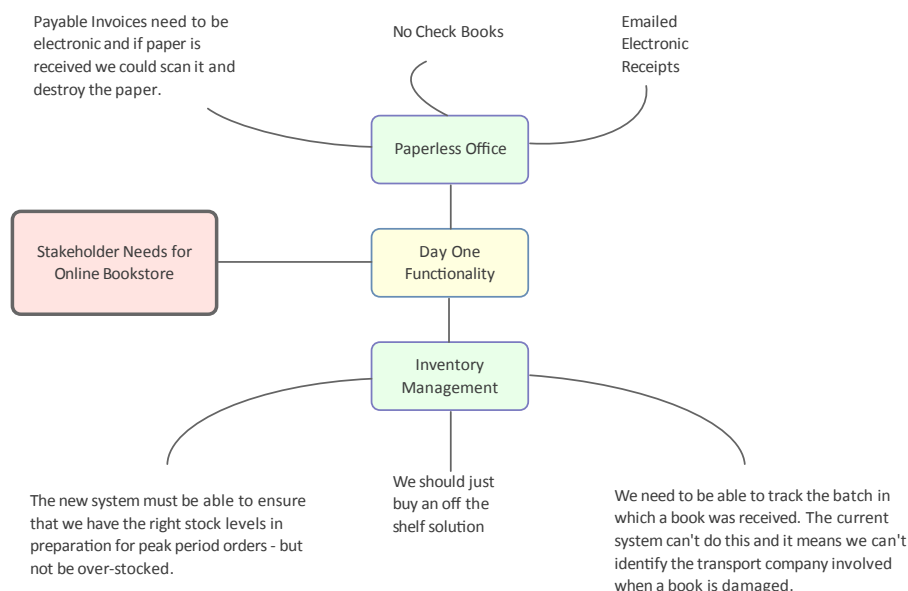 Payable Invoices need to be
electronic and if paper is
received we could scan it and
destroy the paper.
No Check Books
Emailed
Electronic
Receipts
Paperless Office
Stakeholder Needs for
Online Bookstore
Day One
Functionality
Inventory
Management
The new system must be able to ensure
that we have the right stock levels in
preparation for peak period orders - but
not be over-stocked.
We should just
buy an off the
shelf solution
We need to be able to track the batch in
which a book was received. The current
system can't do this and it means we can't
identify the transport company involved
when a book is damaged.